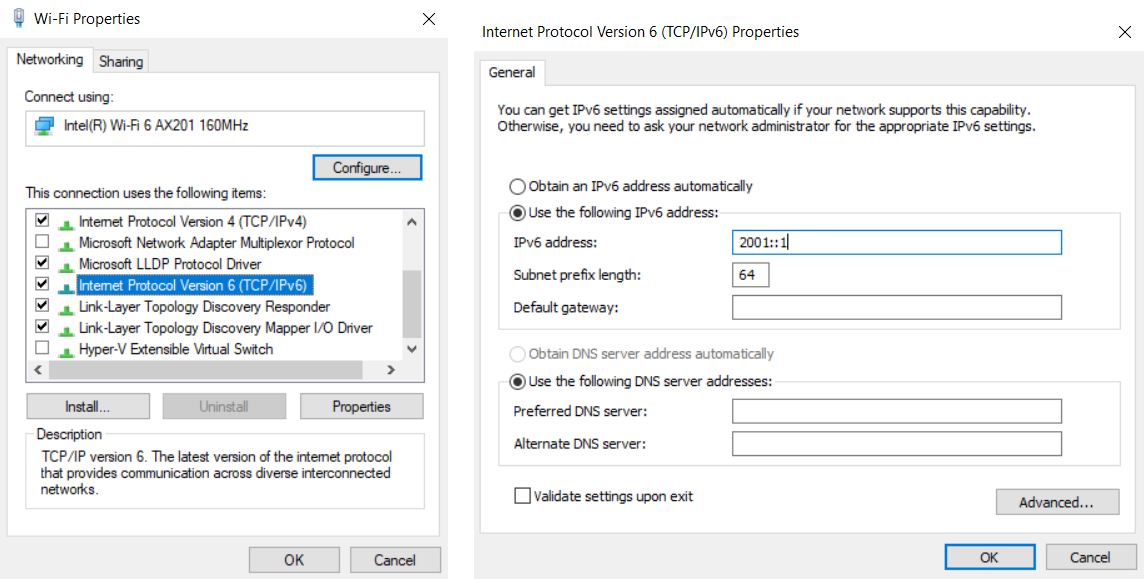 Wi-Fi Properties
Networking
Sharing
Connect using:
Intel(R) Wi-Fi 6 AX201 160MHz
Configure...
This connection uses the following items:
Internet Protocol Version 4 (TCP/IPv4)
Microsoft Network Adapter Multiplexor Protocol
Microsoft LLDP Protocol Driver
Internet Protocol Version 6 (TCP/IPv6)
Link-Layer Topology Discovery Responder
Link-Layer Topology Discovery Mapper I/O Driver
Hyper-V Extensible Virtual Switch
Install...
Uninstall
Properties
Description
TCP/IP version 6. The latest version of the internet protocol
that provides communication across diverse interconnected
networks.
OK
Cancel
Internet Protocol Version 6 (TCP/IPv6) Properties
General
You can get IPv6 settings assigned automatically if your network supports this capability.
Otherwise, you need to ask your network administrator for the appropriate IPv6 settings.
Obtain an IPv6 address automatically
Use the following IPv6 address:
IPv6 address:
2001::1
Subnet prefix length:
64
Default gateway:
Obtain DNS server address automatically
Use the following DNS server addresses:
Preferred DNS server:
Alternate DNS server:
Validate settings upon exit
Advanced...
OK
Cancel